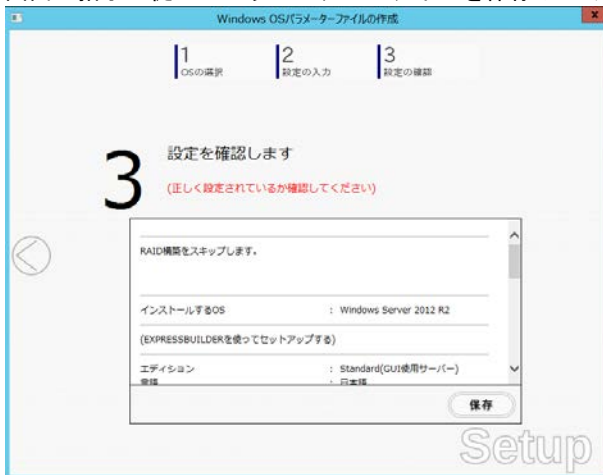 Windows OSパラメーターファイルの作成
x
1
OSの選択
2
設定の入力
3
設定の確認
3
設定を確認します
(正しく設定されているか確認してください)
RAID構築をスキップします。
インストールするOS : Windows Server 2012 R2
(EXPRESSBUILDERを使ってセットアップする)
エディション : Standard(GUI使用サーバー)
言語 : 日本語
保存
Setup